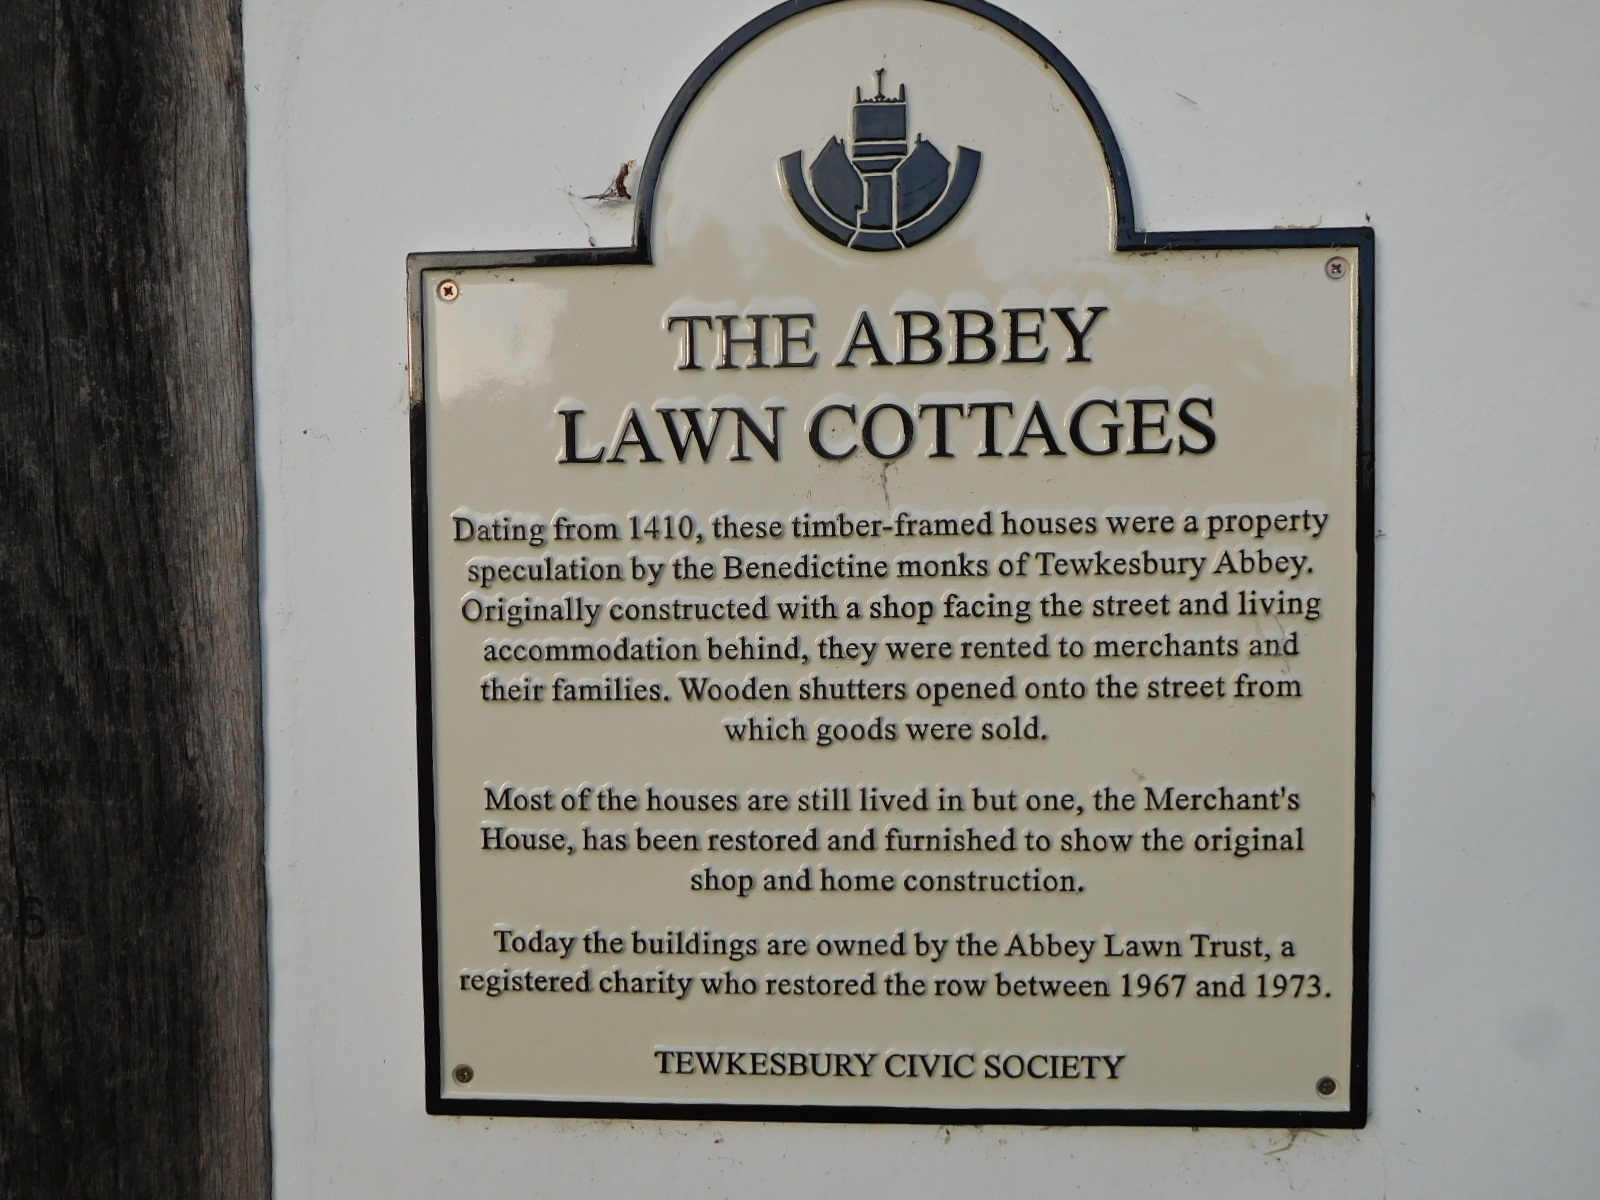 THE ABBEY
LAWN COTTAGES
Dating from 1410, these timber-framed houses were a property
speculation by the Benedictine monks of Tewkesbury Abbey.
Originally constructed with a shop facing the street and living
accommodation behind, they were rented to merchants and
their families. Wooden shutters opened onto the street from
which goods were sold.
Most of the houses are still lived in but one, the Merchant's
House, has been restored and furnished to show the original
shop and home construction.
Today the buildings are owned by the Abbey Lawn Trust, a
registered charity who restored the row between 1967 and 1973.
TEWKESBURY CIVIC SOCIETY